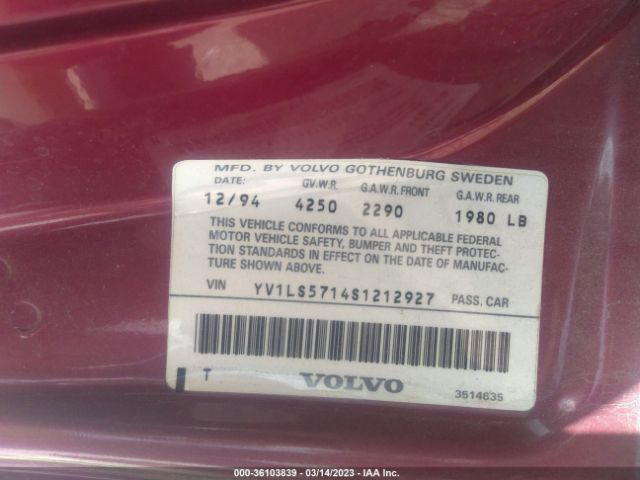 MFD. BY VOLVO GOTHENBURG SWEDEN
DATE: G.V.W.R. G.A.W.R. FRONT G.A.W.R. REAR
12/94 4250 2290 1980 LB
THIS VEHICLE CONFORMS TO ALL APPLICABLE FEDERAL
MOTOR VEHICLE SAFETY, BUMPER AND THEFT PROTEC-
TION STANDARDS IN EFFECT ON THE DATE OF MANUFAC-
TURE SHOWN ABOVE.
VIN YV1LS5714S1212927 PASS. CAR
T VOLVO 3514635
000-36103839 - 03/14/2023 - IAA Inc.